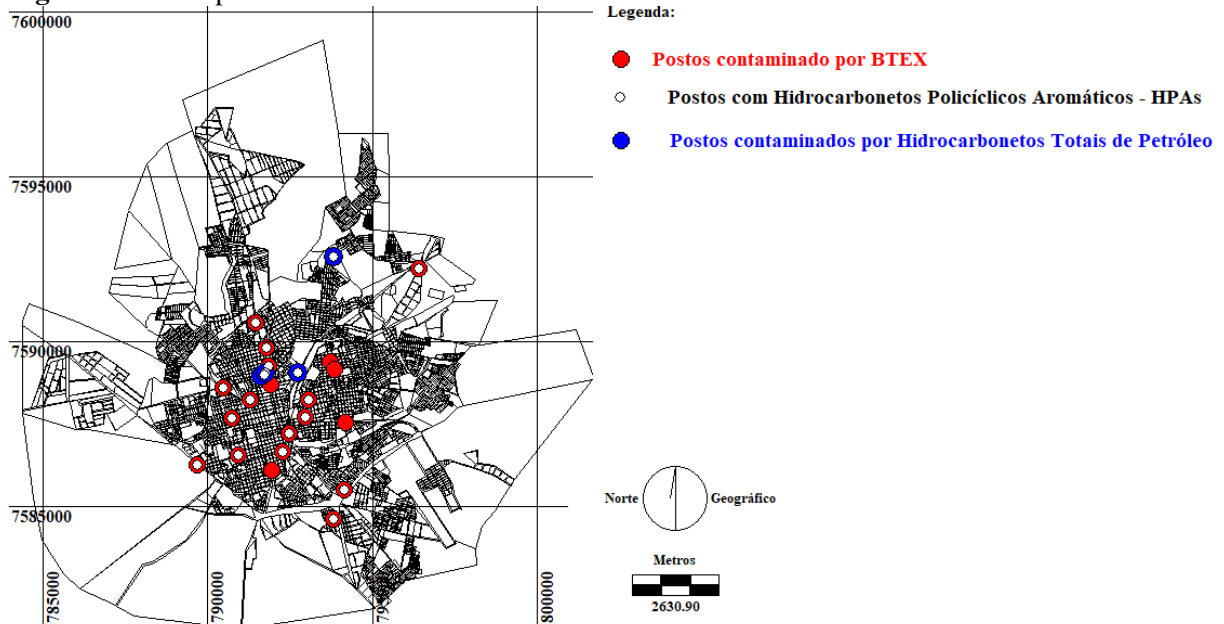 7600000
Legenda:
Postos contaminado por BTEX
Postos com Hidrocarbonetos Policíclicos Aromáticos - HPAs
Postos contaminados por Hidrocarbonetos Totais de Petróleo
7595000
7590000
7585000
Norte Geográfico
Metros
2630.90
785000
790000
800000